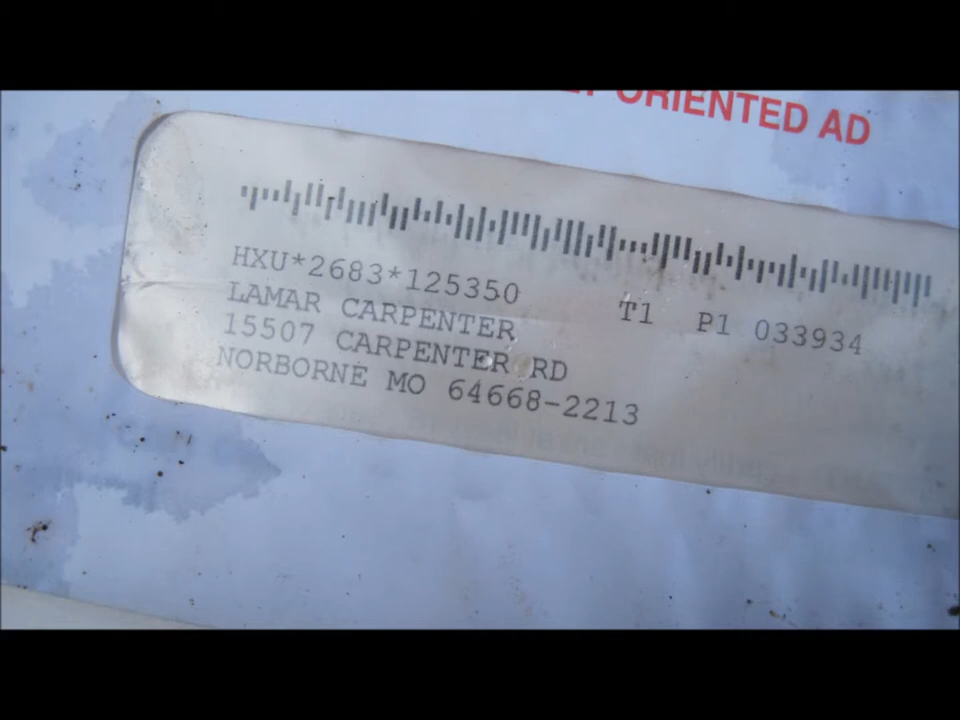 ORIENTED AD
HXU*2683*125350 T1 P1 033934
LAMAR CARPENTER
15507 CARPENTER RD
NORBORNE MO 64668-2213